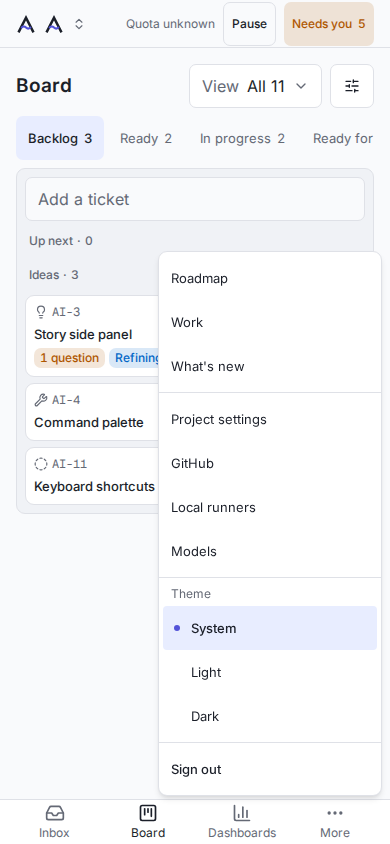 Quota unknown
Pause
Needs you 5
Board
View All 11
Backlog 3
Ready 2
In progress 2
Ready for
Add a ticket
Up next · 0
Ideas · 3
AI-3
Story side panel
1 question
Refining
AI-4
Command palette
AI-11
Keyboard shortcuts
Roadmap
Work
What's new
Project settings
GitHub
Local runners
Models
Theme
System
Light
Dark
Sign out
Inbox
Board
Dashboards
More